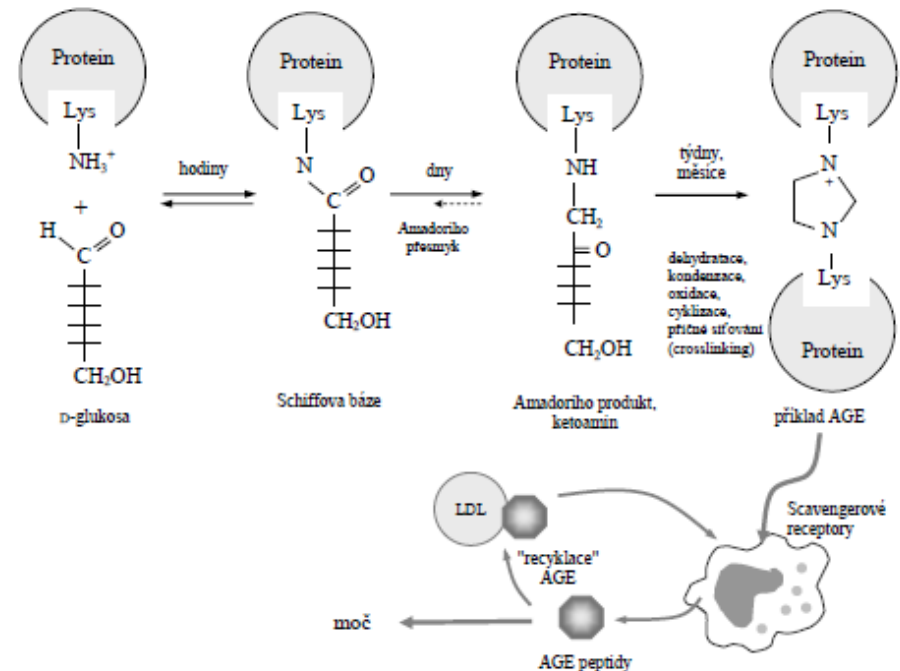 Protein
Lys
NH₃⁺
+
H
C
O
CH₂OH
D-glukosa
hodiny
Protein
Lys
N
C
O
CH₂OH
Schiffova báze
dny
Amadoriho
přesmyk
Protein
Lys
NH
CH₂
O
CH₂OH
Amadoriho produkt,
ketoamin
týdny,
měsíce
dehydratace,
kondenzace,
oxidace,
cyklizace,
příčné síťování
(crosslinking)
Protein
Lys
N
+
N
Lys
Protein
příklad AGE
Scavengerové
receptory
LDL
"recyklace"
AGE
moč
AGE peptidy